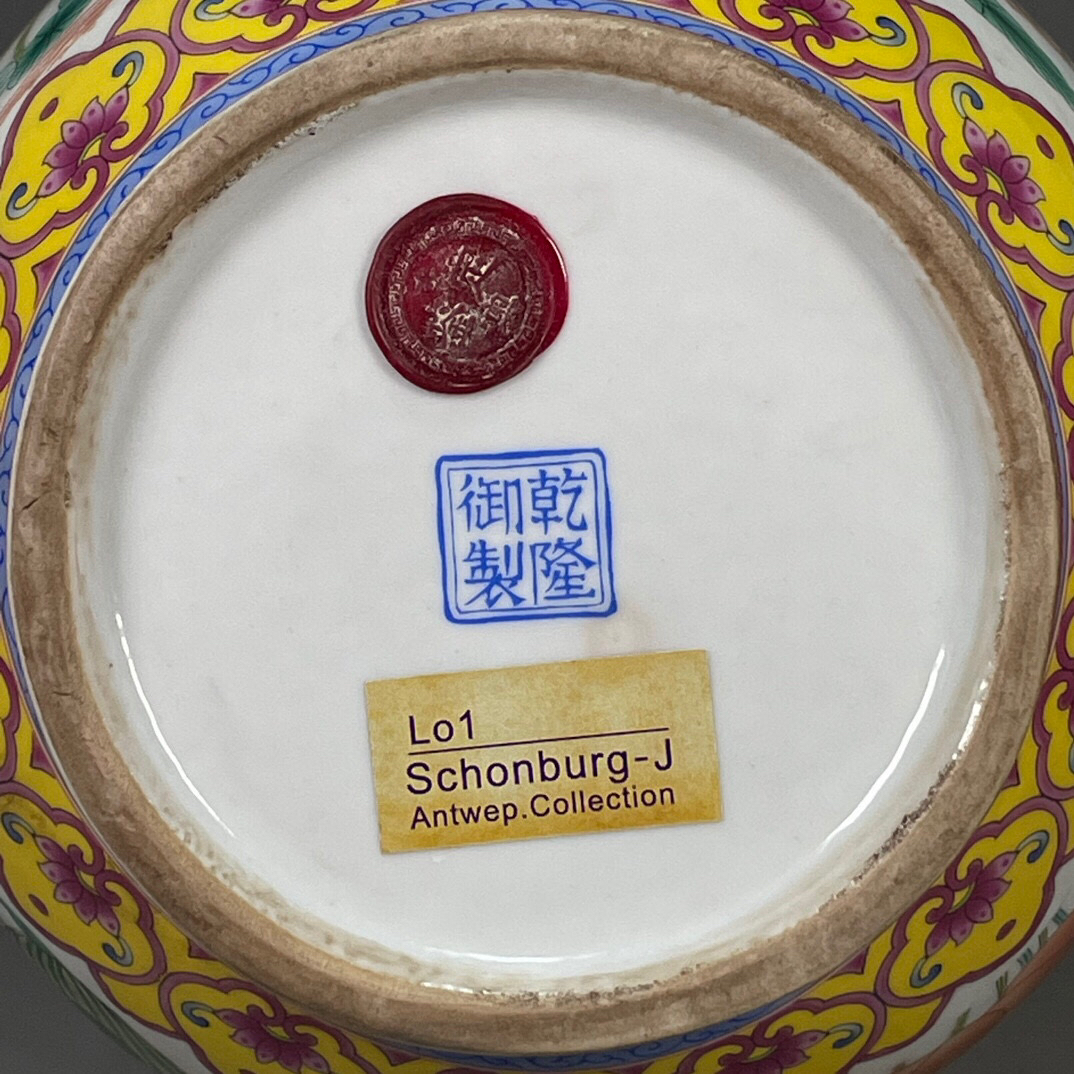 乾隆
御製
Lo1
Schonburg-J
Antwep.Collection